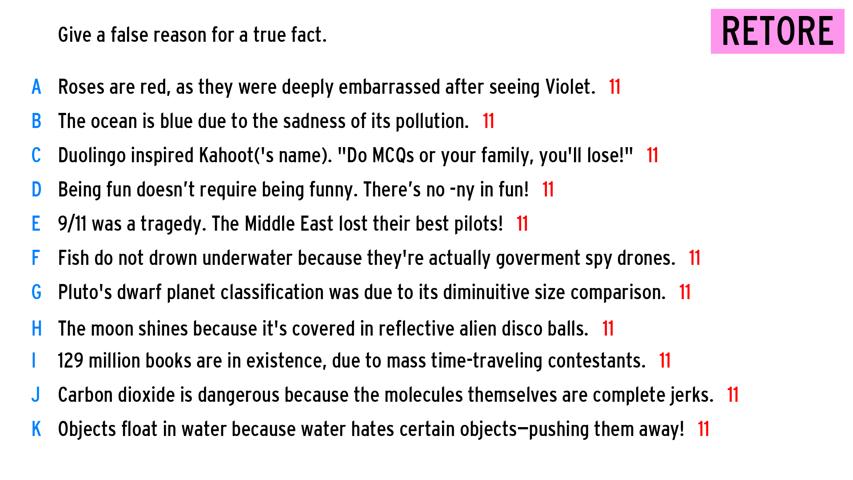 Give a false reason for a true fact.
RETORE
A Roses are red, as they were deeply embarrassed after seeing Violet. 11
B The ocean is blue due to the sadness of its pollution. 11
C Duolingo inspired Kahoot('s name). "Do MCQs or your family, you'll lose!" 11
D Being fun doesn’t require being funny. There’s no -ny in fun! 11
E 9/11 was a tragedy. The Middle East lost their best pilots! 11
F Fish do not drown underwater because they're actually goverment spy drones. 11
G Pluto's dwarf planet classification was due to its diminuitive size comparison. 11
H The moon shines because it's covered in reflective alien disco balls. 11
I 129 million books are in existence, due to mass time-traveling contestants. 11
J Carbon dioxide is dangerous because the molecules themselves are complete jerks. 11
K Objects float in water because water hates certain objects—pushing them away! 11